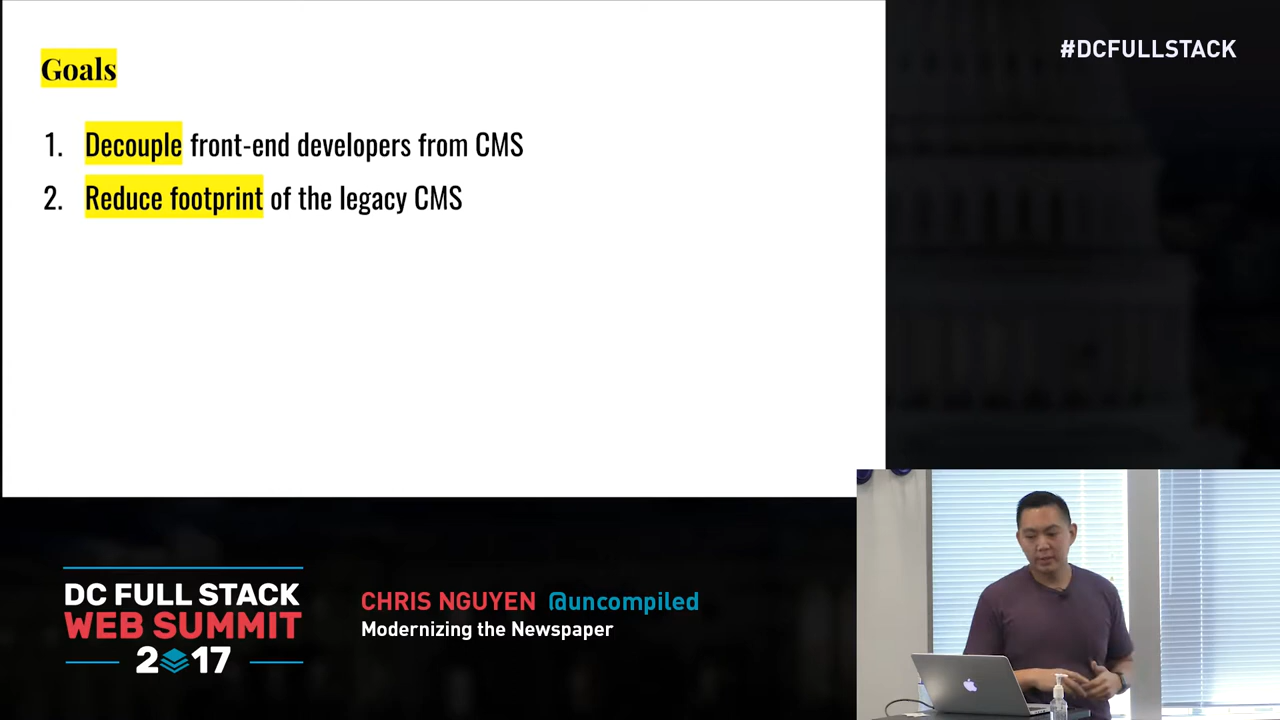 Goals
1. Decouple front-end developers from CMS
2. Reduce footprint of the legacy CMS
#DCFULLSTACK
DC FULL STACK
WEB SUMMIT
2017
CHRIS NGUYEN @uncompiled
Modernizing the Newspaper